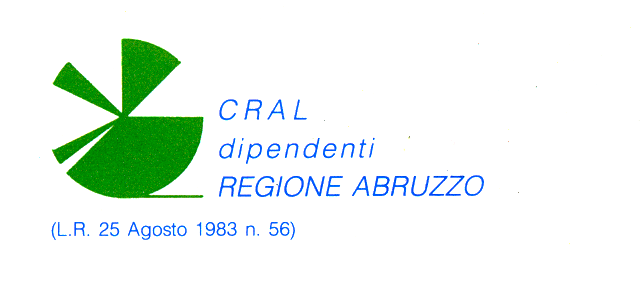 CRAL
dipendenti
REGIONE ABRUZZO
(L.R. 25 Agosto 1983 n. 56)